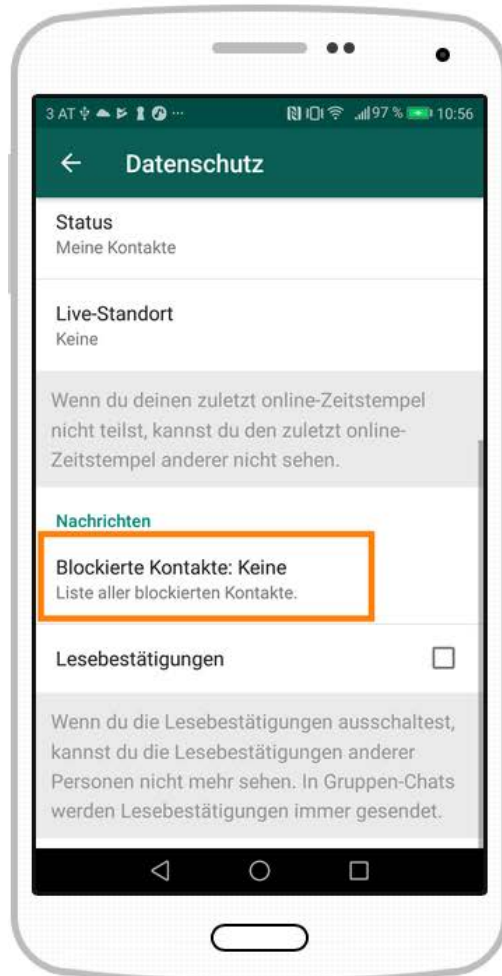 3 AT ... 97 % 10:56
Datenschutz
Status
Meine Kontakte
Live-Standort
Keine
Wenn du deinen zuletzt online-Zeitstempel
nicht teilst, kannst du den zuletzt online-
Zeitstempel anderer nicht sehen.
Nachrichten
Blockierte Kontakte: Keine
Liste aller blockierten Kontakte.
Lesebestätigungen
Wenn du die Lesebestätigungen ausschaltest,
kannst du die Lesebestätigungen anderer
Personen nicht mehr sehen. In Gruppen-Chats
werden Lesebestätigungen immer gesendet.